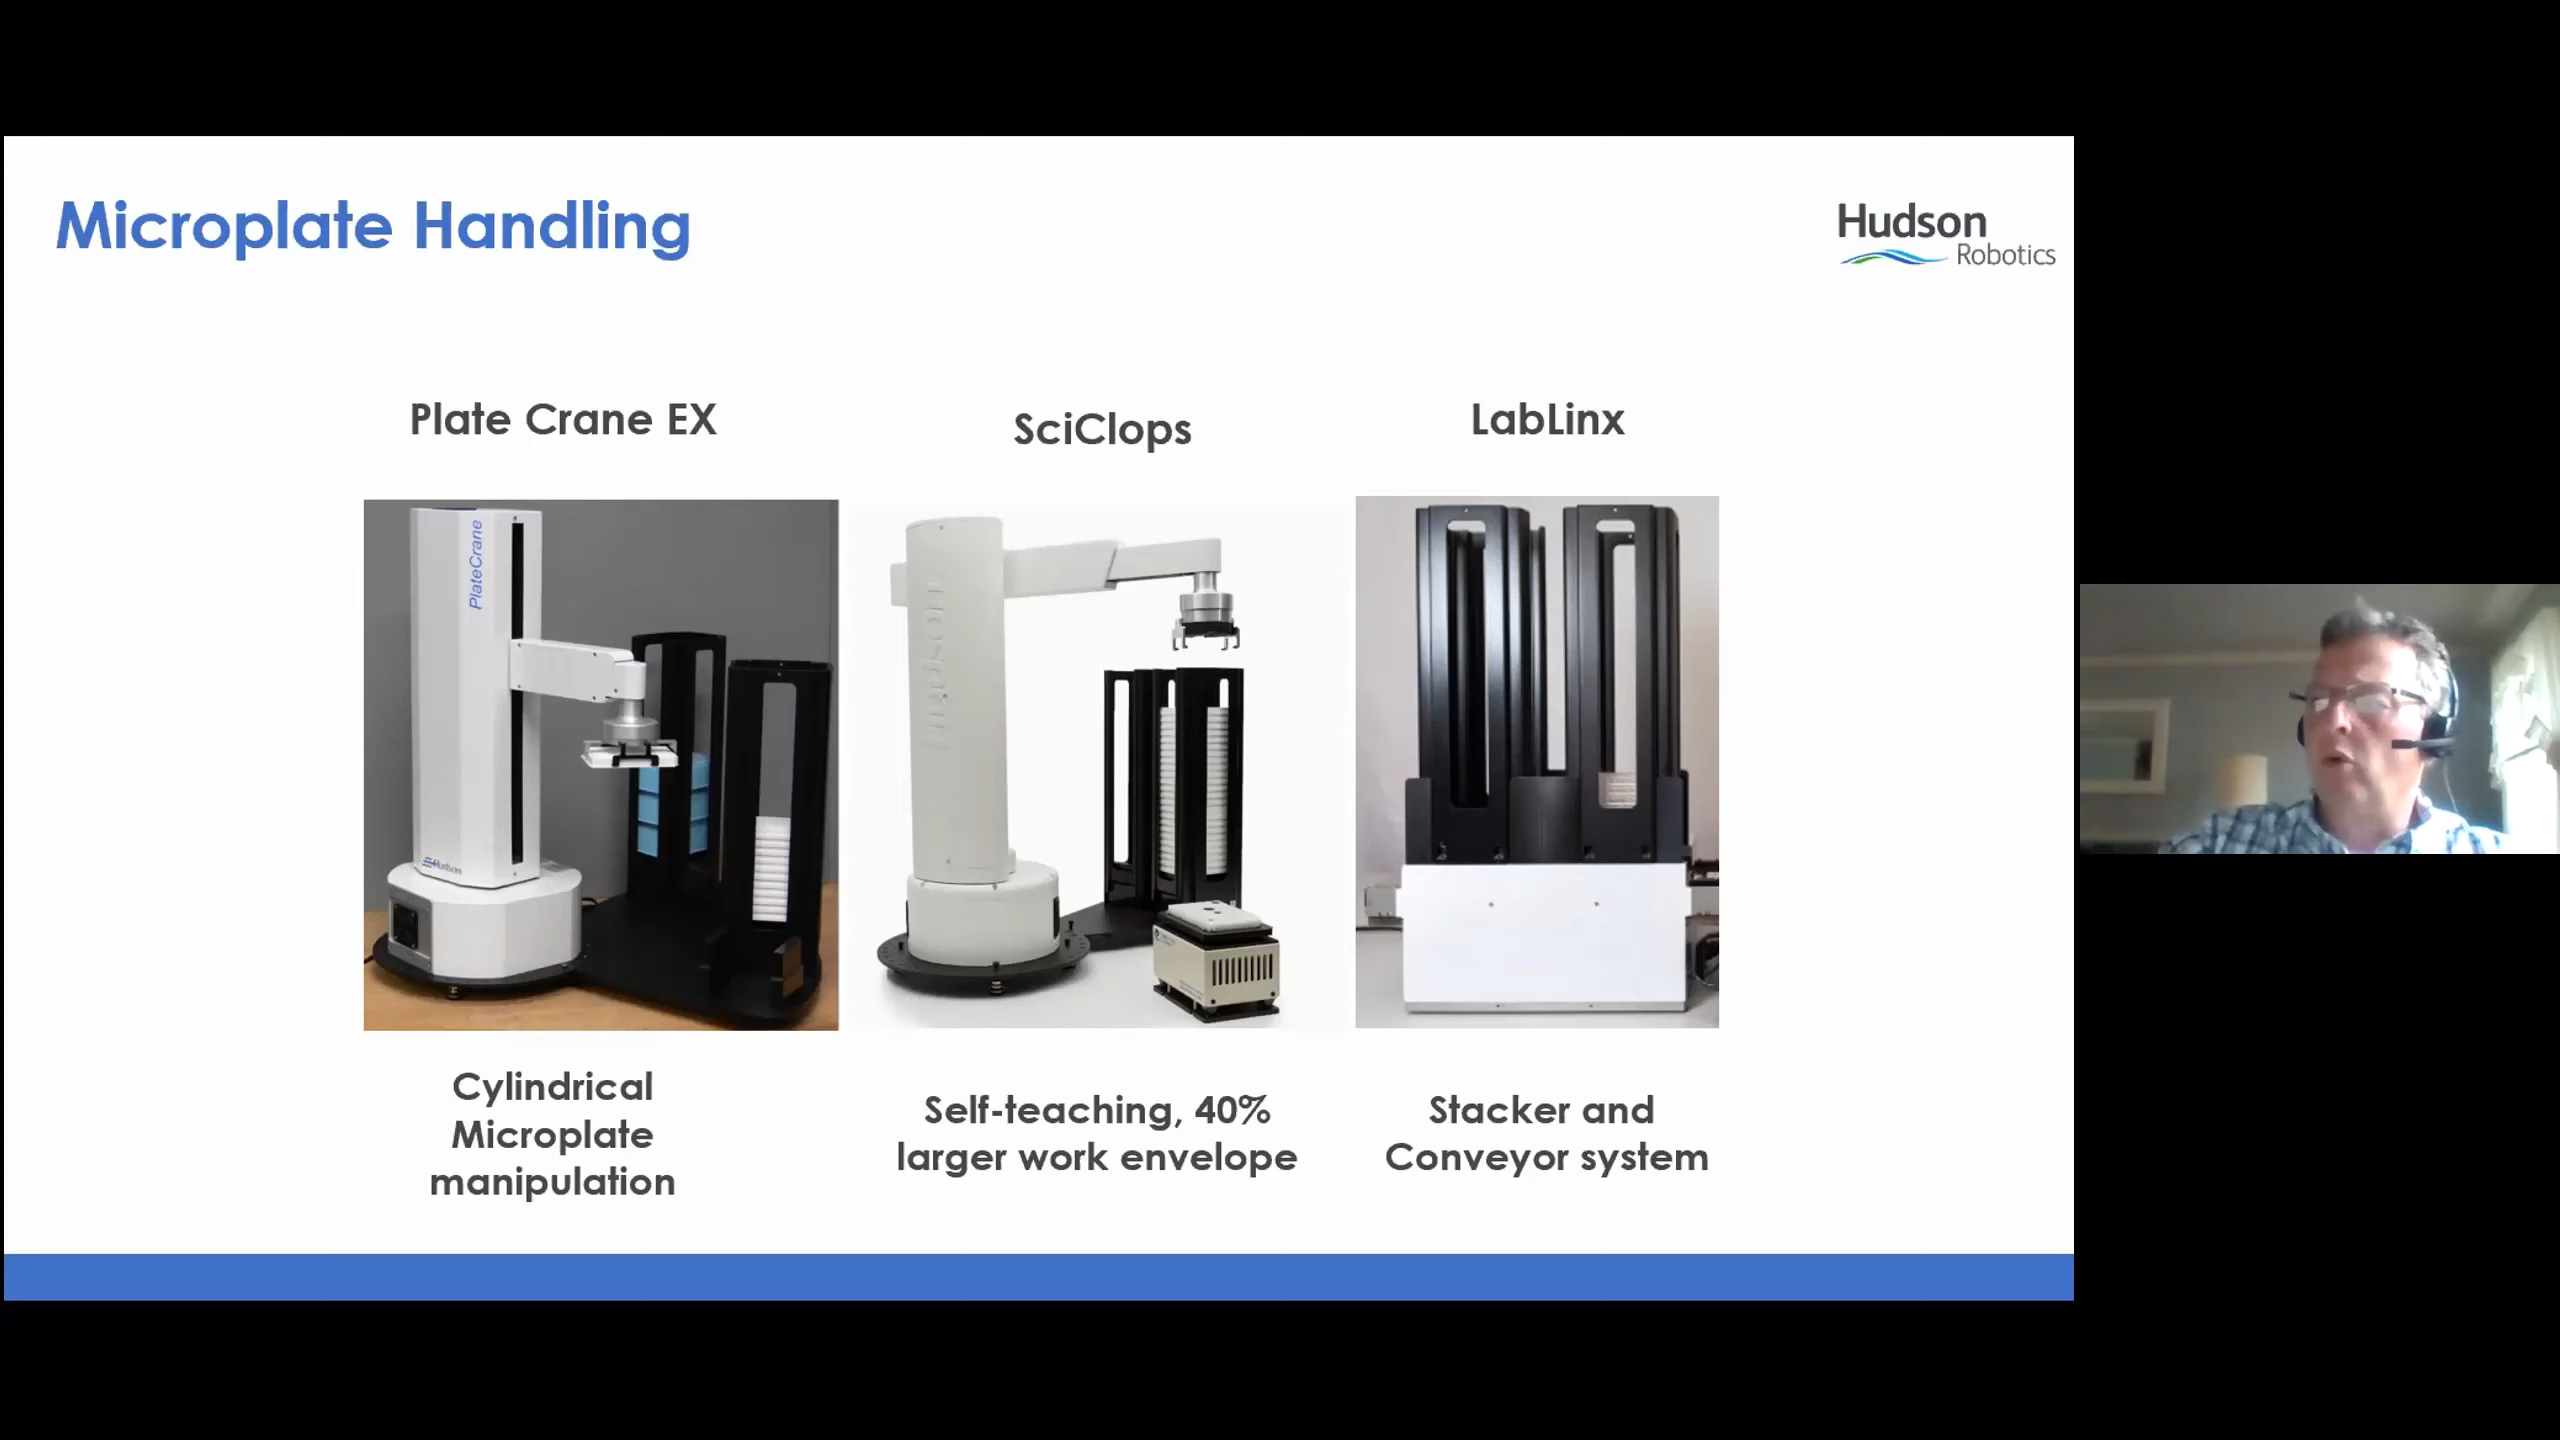 Microplate Handling
Hudson
Robotics
Plate Crane EX
SciClops
LabLinx
PlateCrane
Hudson
Hudson
Cylindrical
Microplate
manipulation
Self-teaching, 40%
larger work envelope
Stacker and
Conveyor system